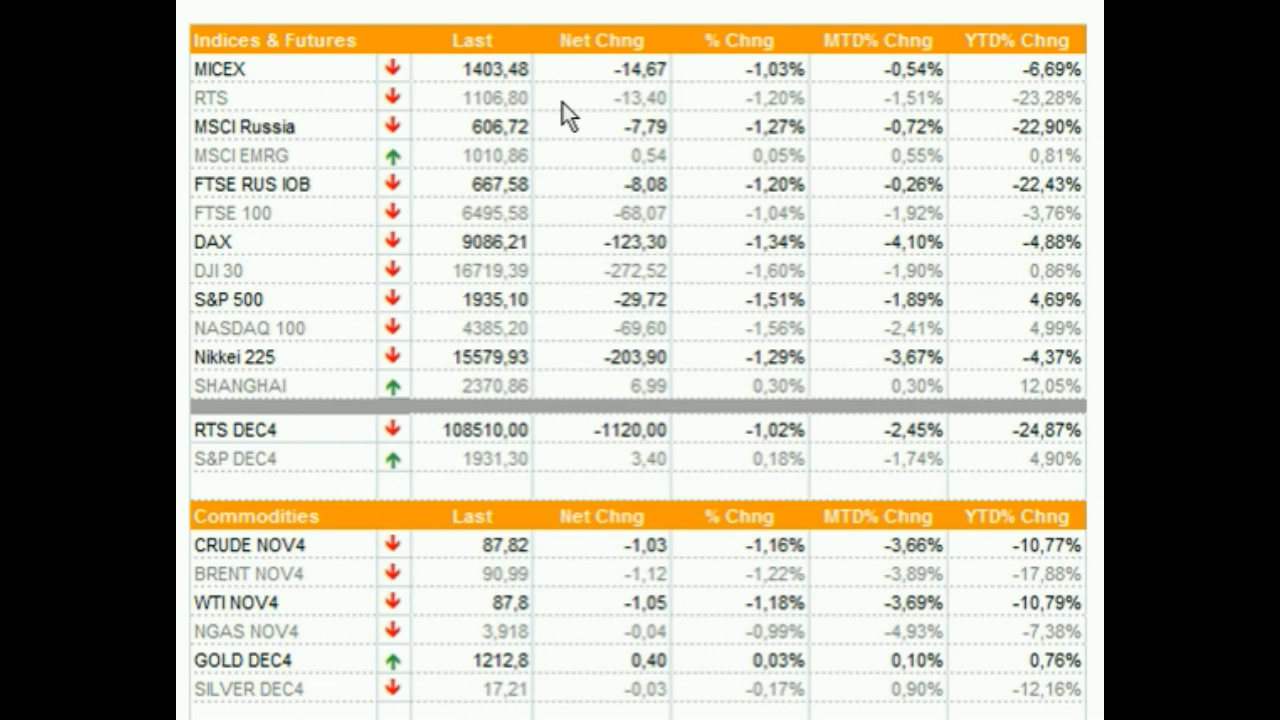 Indices & Futures Last Net Chng % Chng MTD% Chng YTD% Chng
MICEX 1403,48 -14,67 -1,03% -0,54% -6,69%
RTS 1106,80 -13,40 -1,20% -1,51% -23,28%
MSCI Russia 606,72 -7,79 -1,27% -0,72% -22,90%
MSCI EMRG 1010,86 0,54 0,05% 0,55% 0,81%
FTSE RUS IOB 667,58 -8,08 -1,20% -0,26% -22,43%
FTSE 100 6495,58 -68,07 -1,04% -1,92% -3,76%
DAX 9086,21 -123,30 -1,34% -4,10% -4,88%
DJI 30 16719,39 -272,52 -1,60% -1,90% 0,86%
S&P 500 1935,10 -29,72 -1,51% -1,89% 4,69%
NASDAQ 100 4385,20 -69,60 -1,56% -2,41% 4,99%
Nikkei 225 15579,93 -203,90 -1,29% -3,67% -4,37%
SHANGHAI 2370,86 6,99 0,30% 0,30% 12,05%
RTS DEC4 108510,00 -1120,00 -1,02% -2,45% -24,87%
S&P DEC4 1931,30 3,40 0,18% -1,74% 4,90%
Commodities Last Net Chng % Chng MTD% Chng YTD% Chng
CRUDE NOV4 87,82 -1,03 -1,16% -3,66% -10,77%
BRENT NOV4 90,99 -1,12 -1,22% -3,89% -17,88%
WTI NOV4 87,8 -1,05 -1,18% -3,69% -10,79%
NGAS NOV4 3,918 -0,04 -0,99% -4,93% -7,38%
GOLD DEC4 1212,8 0,40 0,03% 0,10% 0,76%
SILVER DEC4 17,21 -0,03 -0,17% 0,90% -12,16%